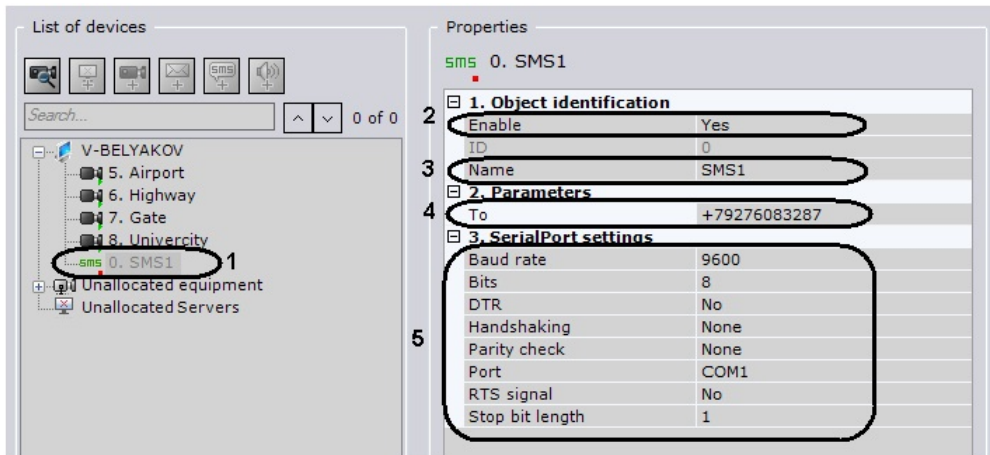 List of devices
sms
Search...
0 of 0
V-BELYAKOV
5. Airport
6. Highway
7. Gate
8. Univercity
sms 0. SMS1 1
Unallocated equipment
Unallocated Servers
Properties
sms 0. SMS1
1. Object identification
2 Enable Yes
ID 0
3 Name SMS1
2. Parameters
4 To +79276083287
3. SerialPort settings
Baud rate 9600
Bits 8
DTR No
Handshaking None
5 Parity check None
Port COM1
RTS signal No
Stop bit length 1